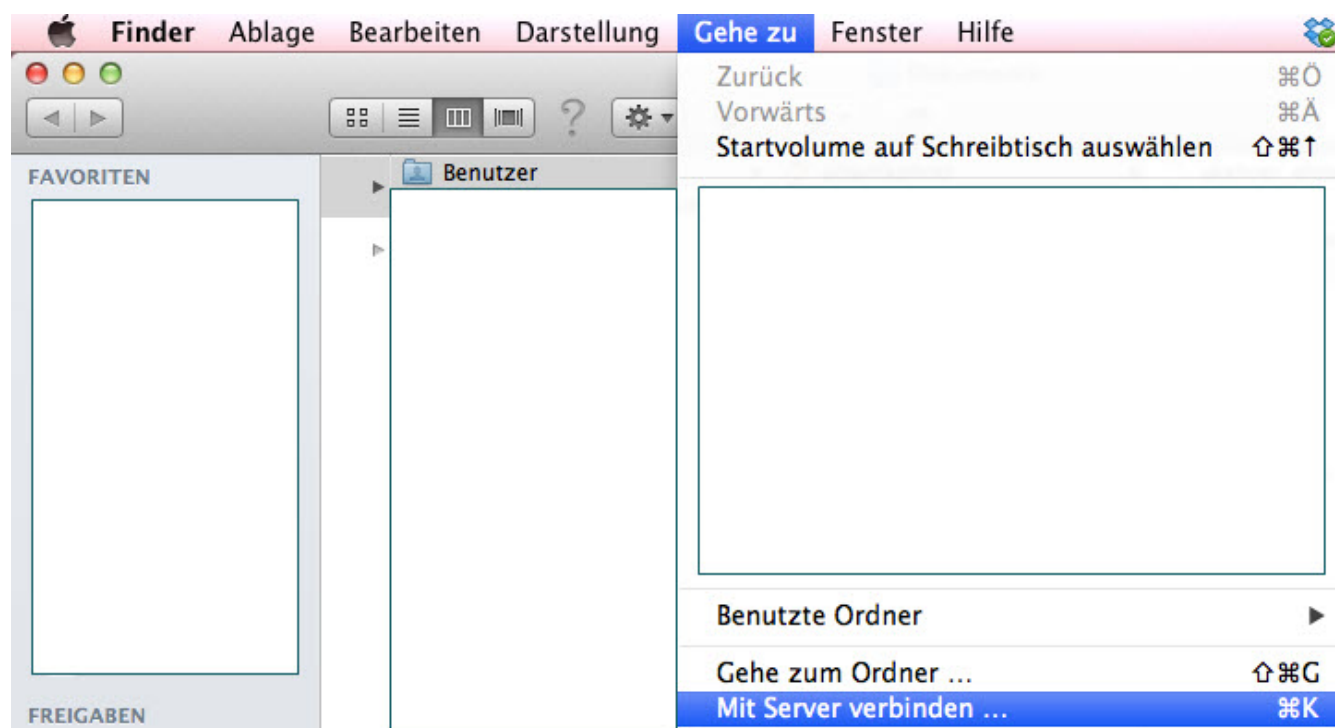 Finder Ablage Bearbeiten Darstellung Gehe zu Fenster Hilfe
Zurück ⌘Ö
Vorwärts ⌘Ä
Startvolume auf Schreibtisch auswählen ⇧⌘↑
FAVORITEN
Benutzer
Benutzte Ordner ▶
Gehe zum Ordner ... ⇧⌘G
Mit Server verbinden ... ⌘K
FREIGABEN